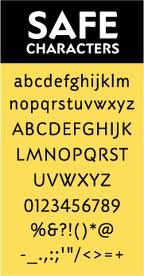 SAFE
CHARACTERS
abcdefghijklm
nopqrstuvwxyz
ABCDEFGHIJK
LMNOPQRST
UVWXYZ
0123456789
%&?!()*@
-_.,:;'"/<>=+